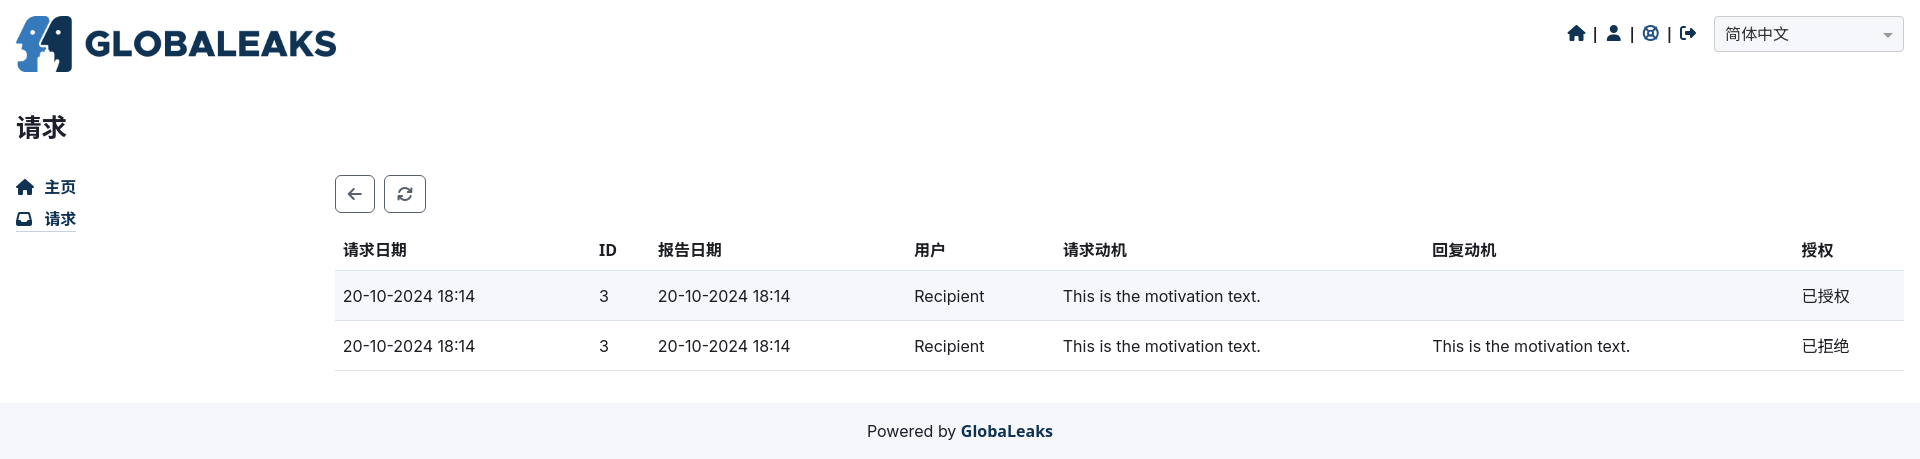 GLOBALEAKS
| | | 简体中文
请求
主页
请求
请求日期 ID 报告日期 用户 请求动机 回复动机 授权
20-10-2024 18:14 3 20-10-2024 18:14 Recipient This is the motivation text. 已授权
20-10-2024 18:14 3 20-10-2024 18:14 Recipient This is the motivation text. This is the motivation text. 已拒绝
Powered by GlobaLeaks